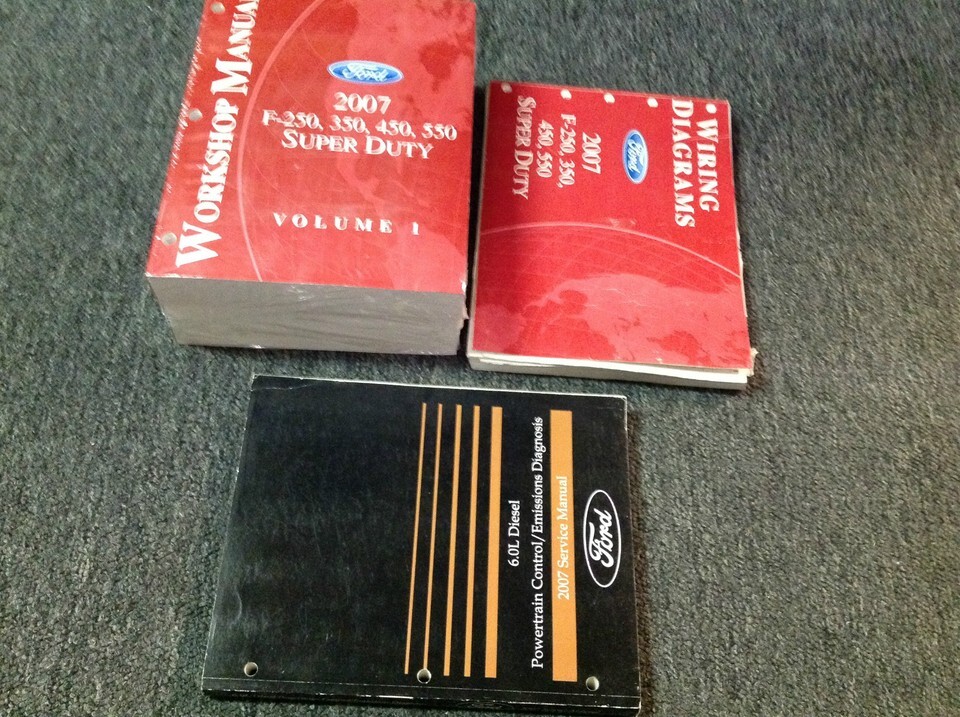 WORKSHOP MANUAL
Ford
2007
F-250, 350, 450, 550
SUPER DUTY
VOLUME 1
WIRING
DIAGRAMS
Ford
2007
F-250, 350,
450, 550
SUPER DUTY
Ford
2007 Service Manual
Powertrain Control/Emissions Diagnosis
6.0L Diesel